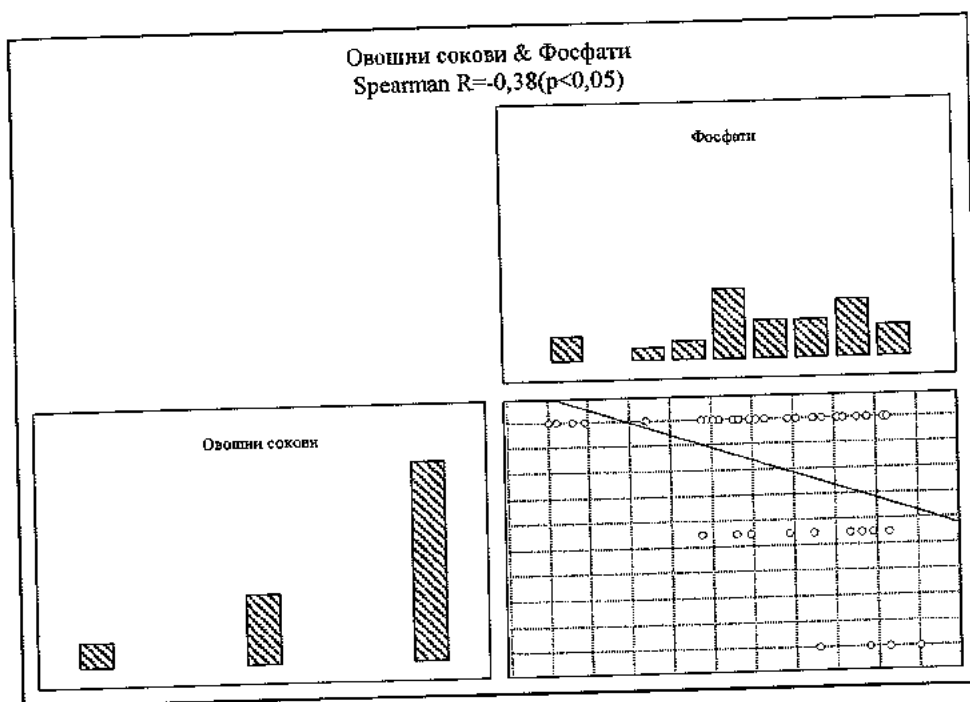 Овошни сокови & Фосфати
Spearman R=-0,38(p<0,05)
Фосфати
Овошни сокови